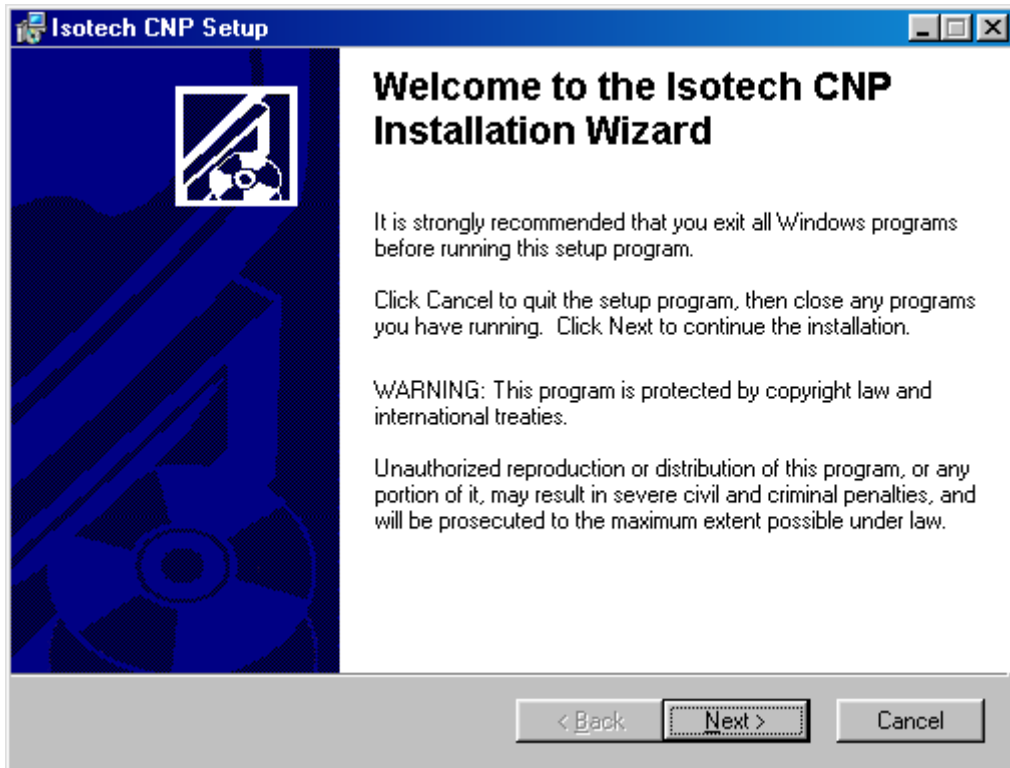 Isotech CNP Setup
Welcome to the Isotech CNP
Installation Wizard
It is strongly recommended that you exit all Windows programs
before running this setup program.
Click Cancel to quit the setup program, then close any programs
you have running.  Click Next to continue the installation.
WARNING: This program is protected by copyright law and
international treaties.
Unauthorized reproduction or distribution of this program, or any
portion of it, may result in severe civil and criminal penalties, and
will be prosecuted to the maximum extent possible under law.
< Back Next > Cancel